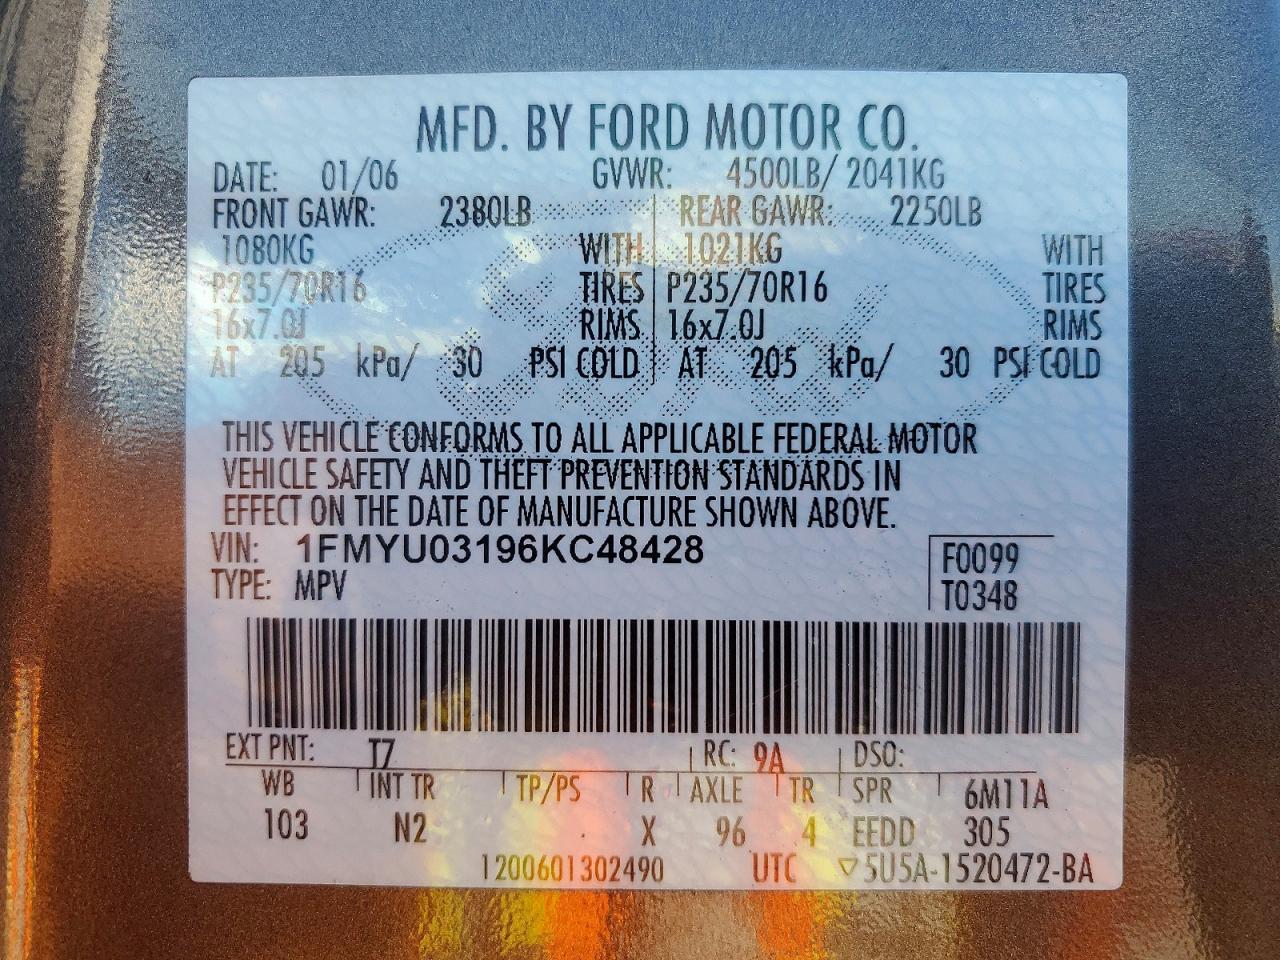 MFD. BY FORD MOTOR CO.
DATE: 01/06 GVWR: 4500LB/ 2041KG
FRONT GAWR: 2380LB REAR GAWR: 2250LB
1080KG WITH 1021KG WITH
P235/70R16 TIRES P235/70R16 TIRES
16x7.0J RIMS 16x7.0J RIMS
AT 205 kPa/ 30 PSI COLD AT 205 kPa/ 30 PSI COLD
THIS VEHICLE CONFORMS TO ALL APPLICABLE FEDERAL MOTOR
VEHICLE SAFETY AND THEFT PREVENTION STANDARDS IN
EFFECT ON THE DATE OF MANUFACTURE SHOWN ABOVE.
VIN: 1FMYU03196KC48428 F0099
TYPE: MPV T0348
EXT PNT: T7 RC: 9A DSO:
WB INT TR TP/PS R AXLE TR SPR 6M11A
103 N2 . X 96 4 EEDD 305
1200601302490 UTC ▽5U5A-1520472-BA